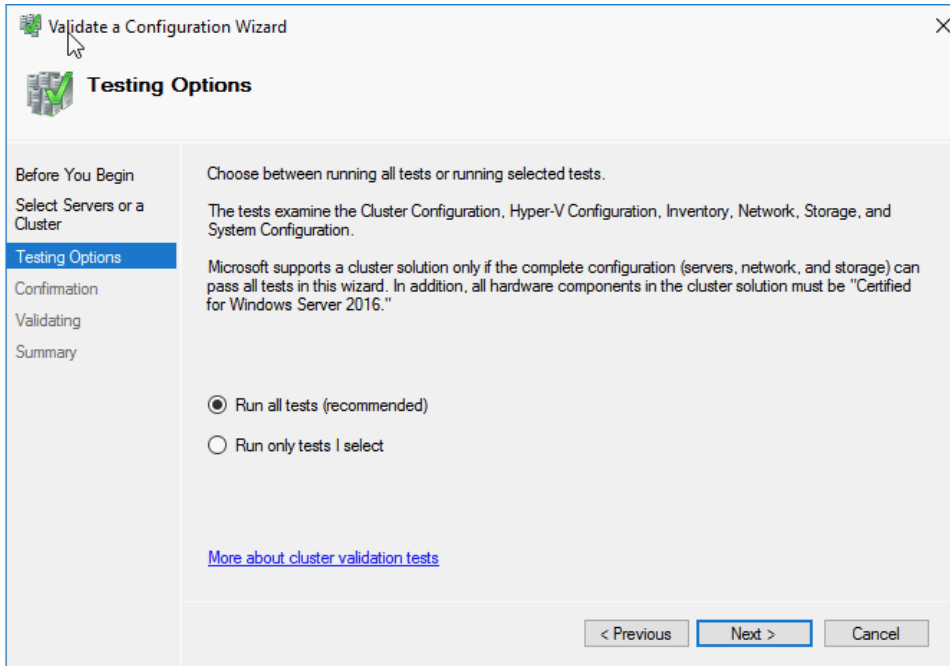 Validate a Configuration Wizard
Testing Options
Before You Begin
Select Servers or a
Cluster
Testing Options
Confirmation
Validating
Summary
Choose between running all tests or running selected tests.
The tests examine the Cluster Configuration, Hyper-V Configuration, Inventory, Network, Storage, and
System Configuration.
Microsoft supports a cluster solution only if the complete configuration (servers, network, and storage) can
pass all tests in this wizard. In addition, all hardware components in the cluster solution must be "Certified
for Windows Server 2016."
Run all tests (recommended)
Run only tests I select
More about cluster validation tests
< Previous
Next >
Cancel